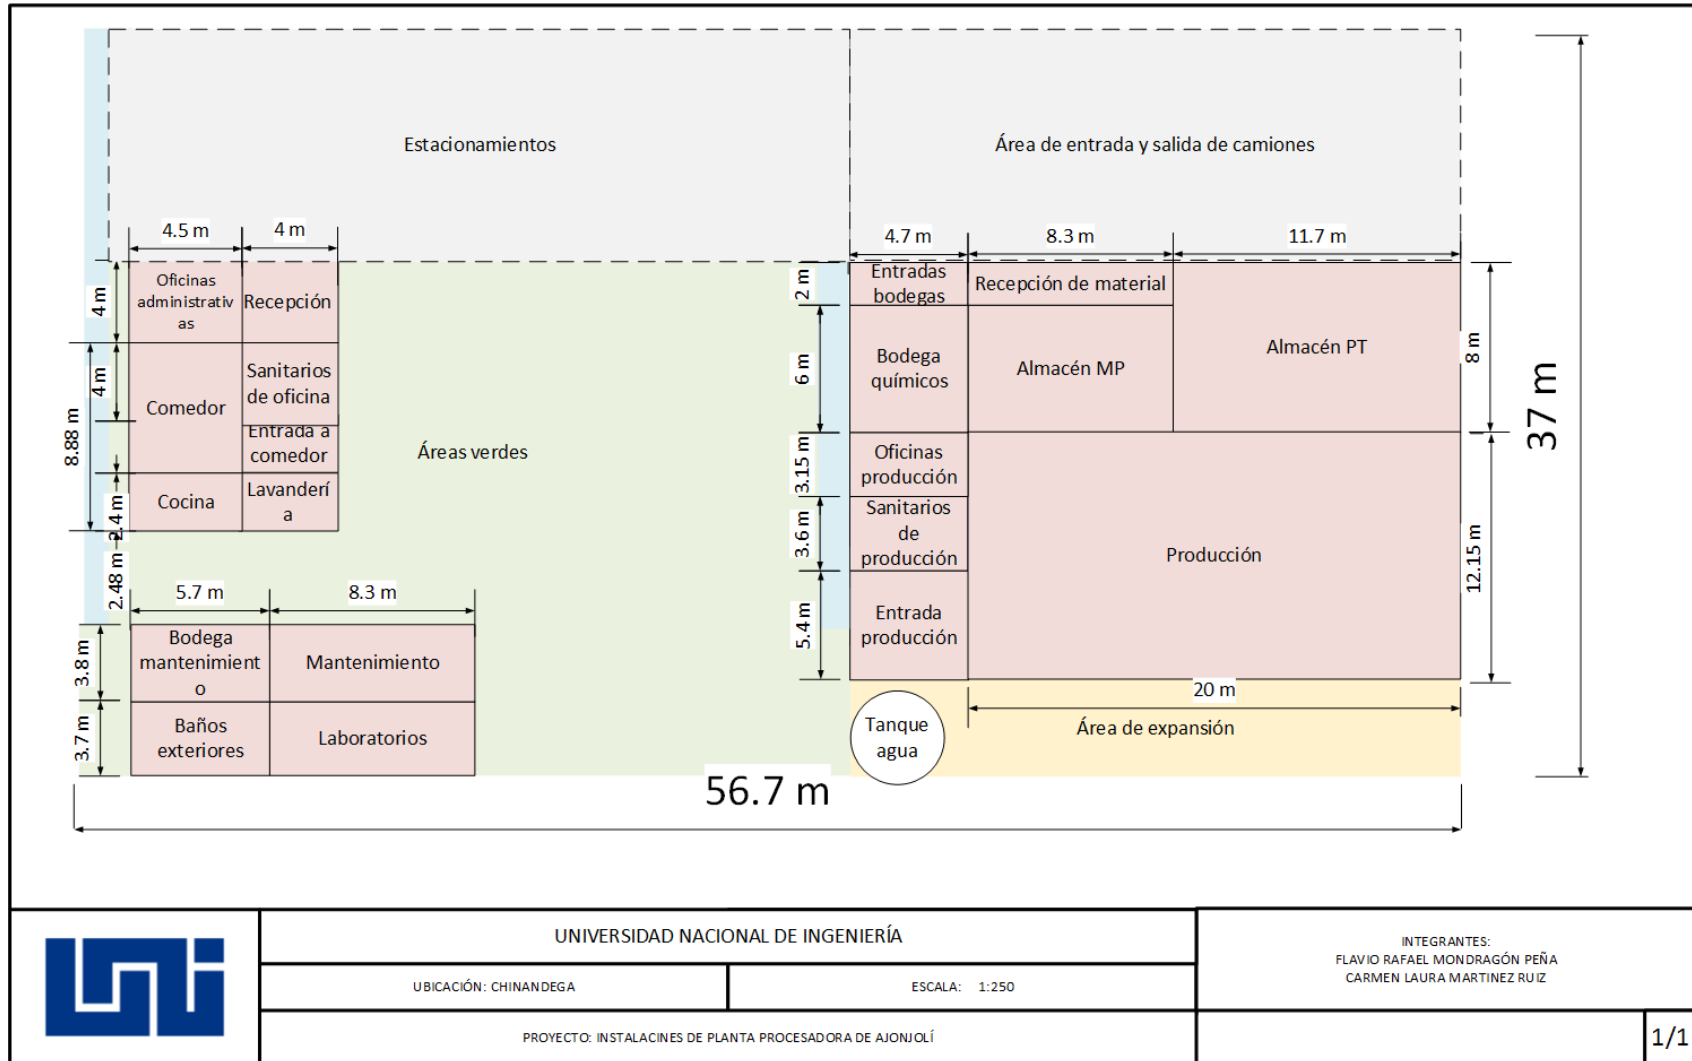 Estacionamientos
Área de entrada y salida de camiones
4.5 m
4 m
4.7 m
8.3 m
11.7 m
4 m
Oficinas
administrativ
as
Recepción
2 m
Entradas
bodegas
Recepción de material
Almacén PT
8 m
37 m
8.88 m
4 m
Comedor
Sanitarios
de oficina
Entrada a
comedor
Áreas verdes
6 m
Bodega
químicos
Almacén MP
2.4 m
Cocina
Lavanderí
a
3.15 m
Oficinas
producción
3.6 m
Sanitarios
de
producción
Producción
12.15 m
2.48 m
5.7 m
8.3 m
5.4 m
Entrada
producción
3.8 m
Bodega
mantenimient
o
Mantenimiento
3.7 m
Baños
exteriores
Laboratorios
20 m
Tanque
agua
Área de expansión
56.7 m
UNIVERSIDAD NACIONAL DE INGENIERÍA
UBICACIÓN: CHINANDEGA
ESCALA: 1:250
PROYECTO: INSTALACINES DE PLANTA PROCESADORA DE AJONJOLÍ
INTEGRANTES:
FLAVIO RAFAEL MONDRAGÓN PEÑA
CARMEN LAURA MARTINEZ RUIZ
1/1
uni